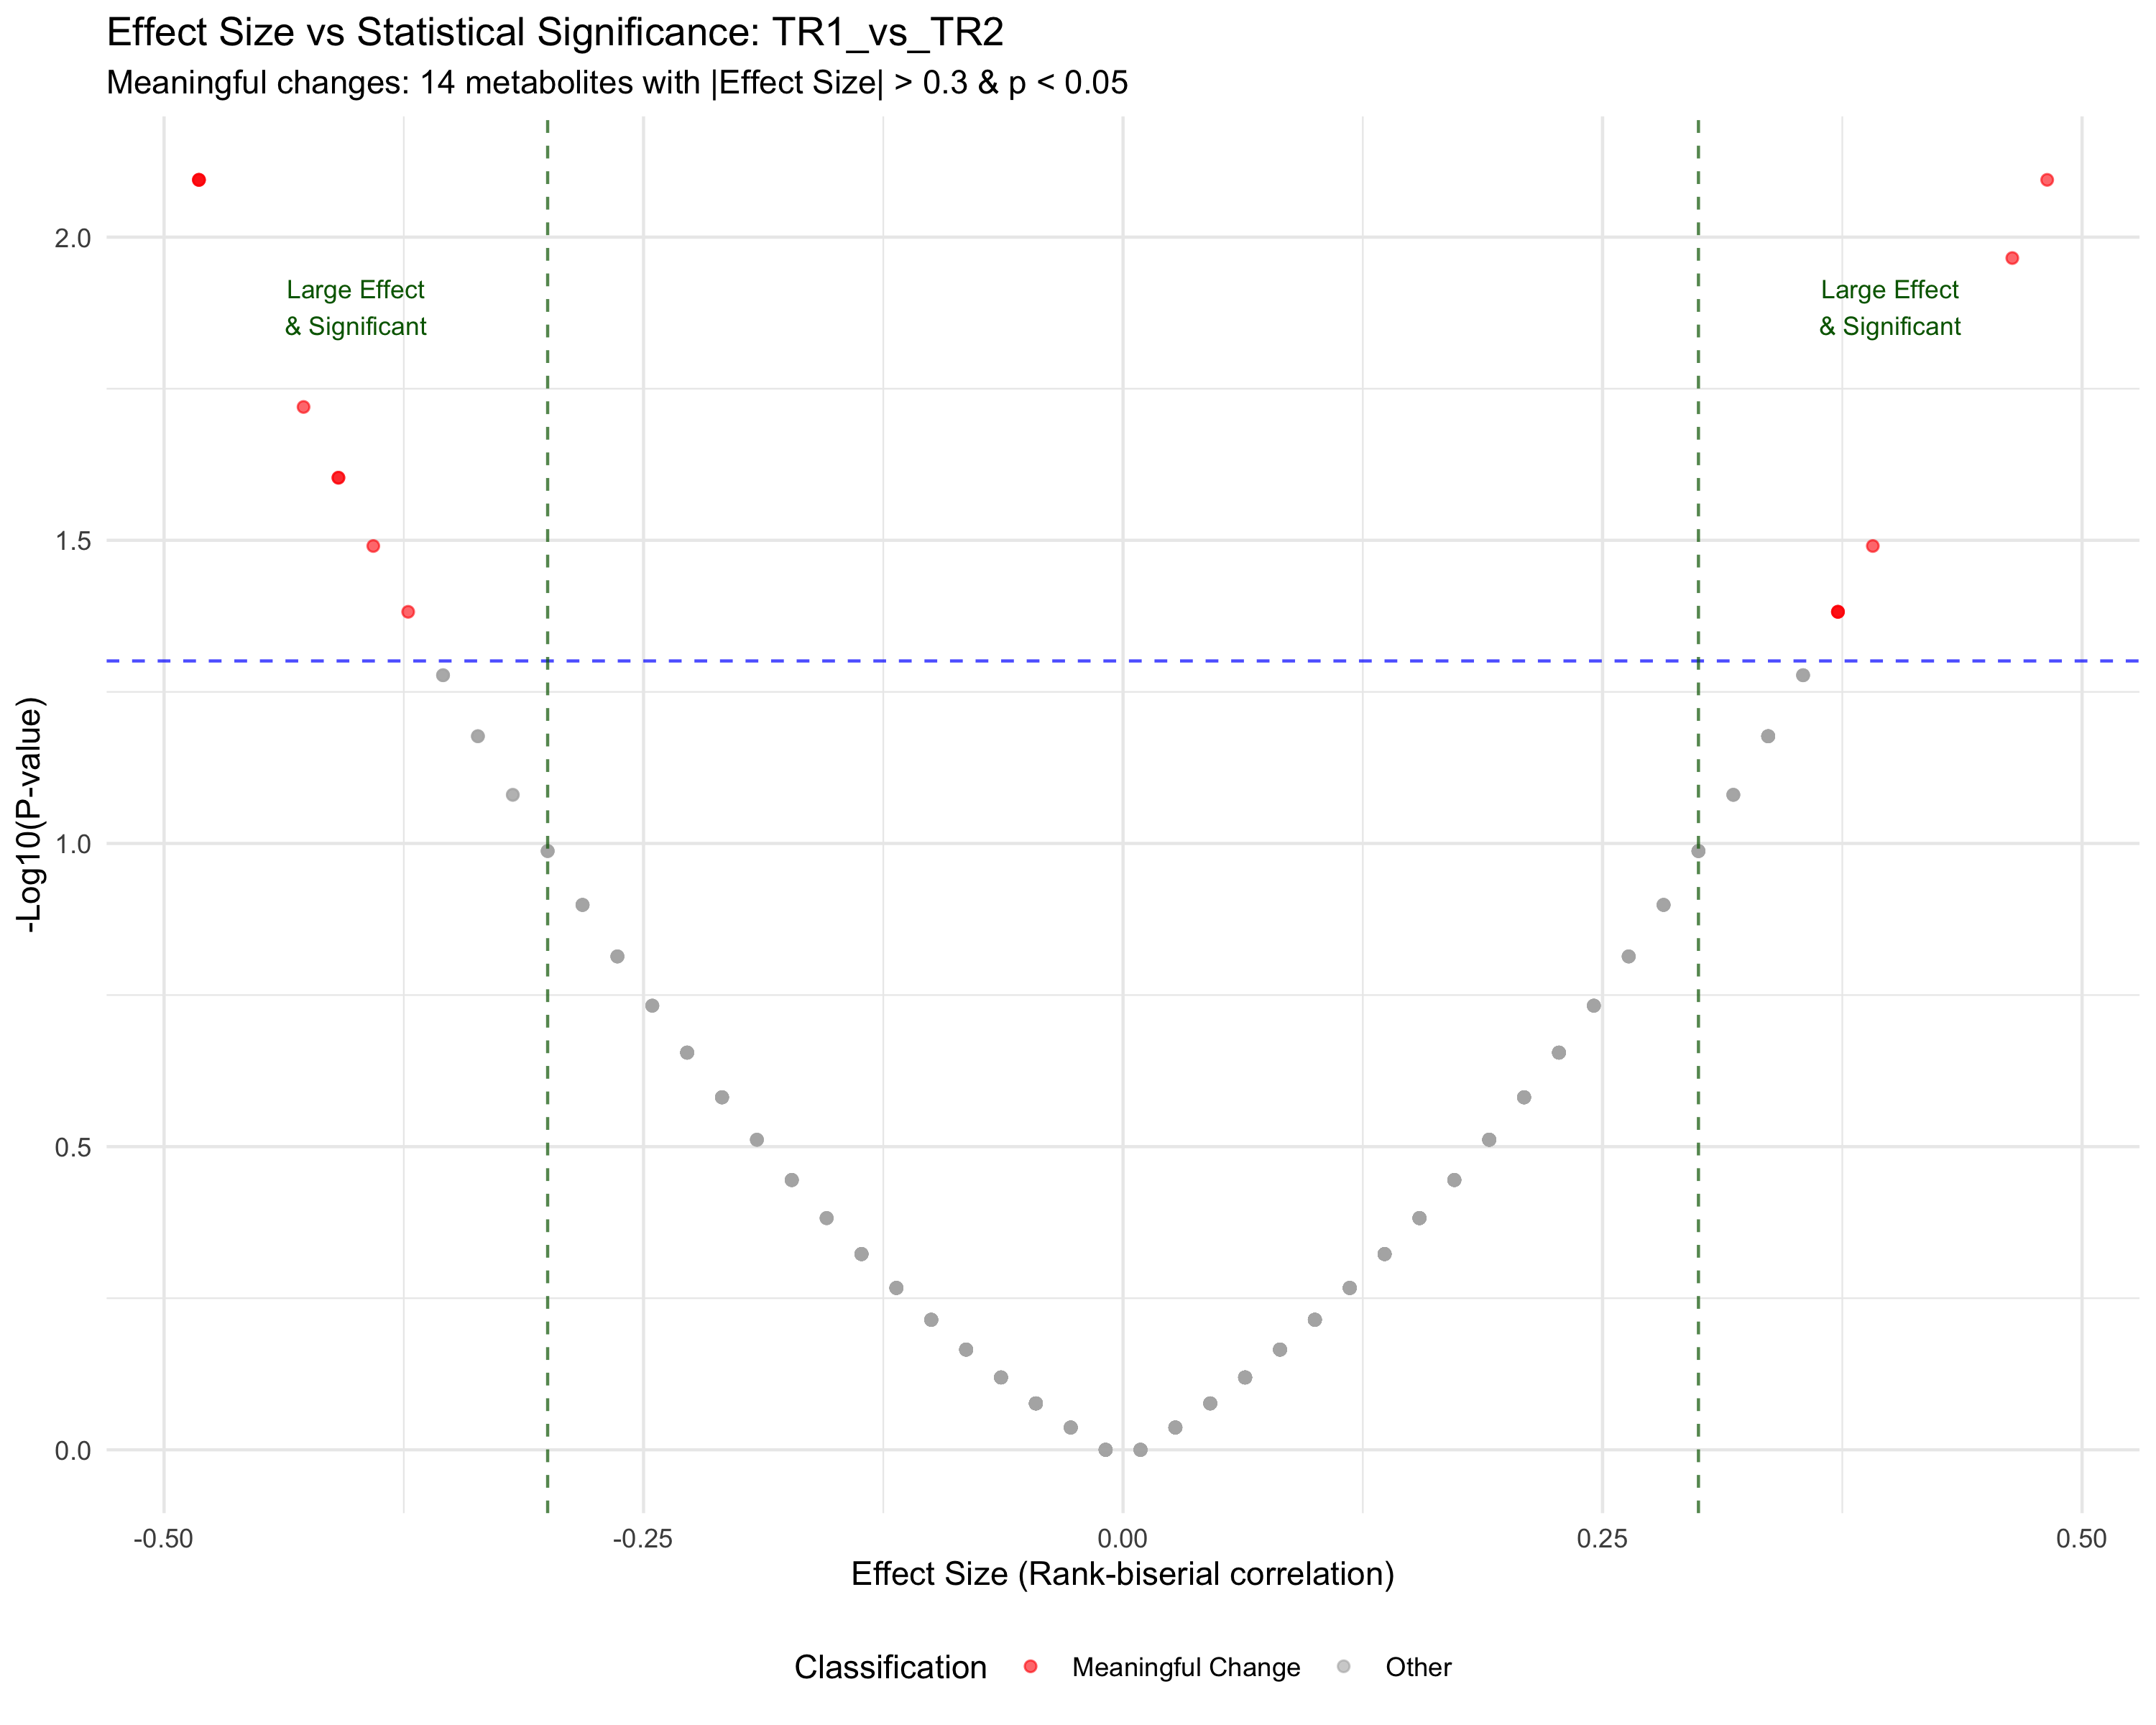 Effect Size vs Statistical Significance: TR1_vs_TR2
Meaningful changes: 14 metabolites with |Effect Size| > 0.3 & p < 0.05
Large Effect
& Significant
Large Effect
& Significant
-Log10(P-value)
2.0
1.5
1.0
0.5
0.0
-0.50
-0.25
0.00
0.25
0.50
Effect Size (Rank-biserial correlation)
Classification
Meaningful Change
Other